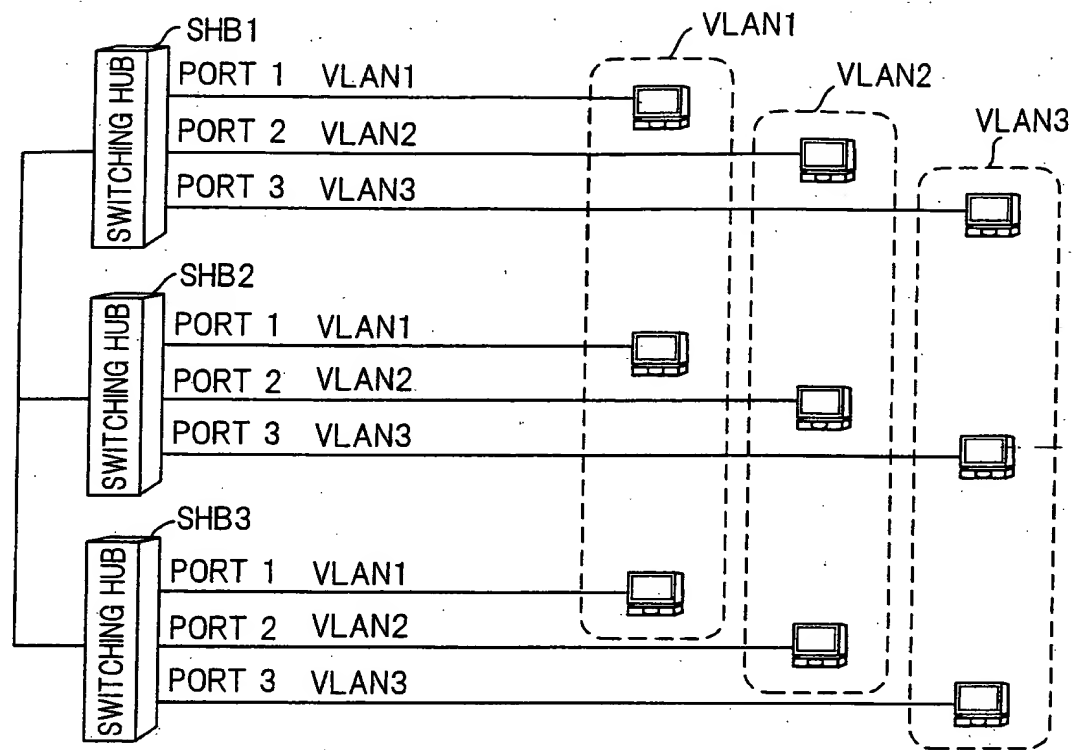 SHB1
SWITCHING HUB
PORT 1 VLAN1
PORT 2 VLAN2
PORT 3 VLAN3
VLAN1
VLAN2
VLAN3
SHB2
SWITCHING HUB
PORT 1 VLAN1
PORT 2 VLAN2
PORT 3 VLAN3
SHB3
SWITCHING HUB
PORT 1 VLAN1
PORT 2 VLAN2
PORT 3 VLAN3